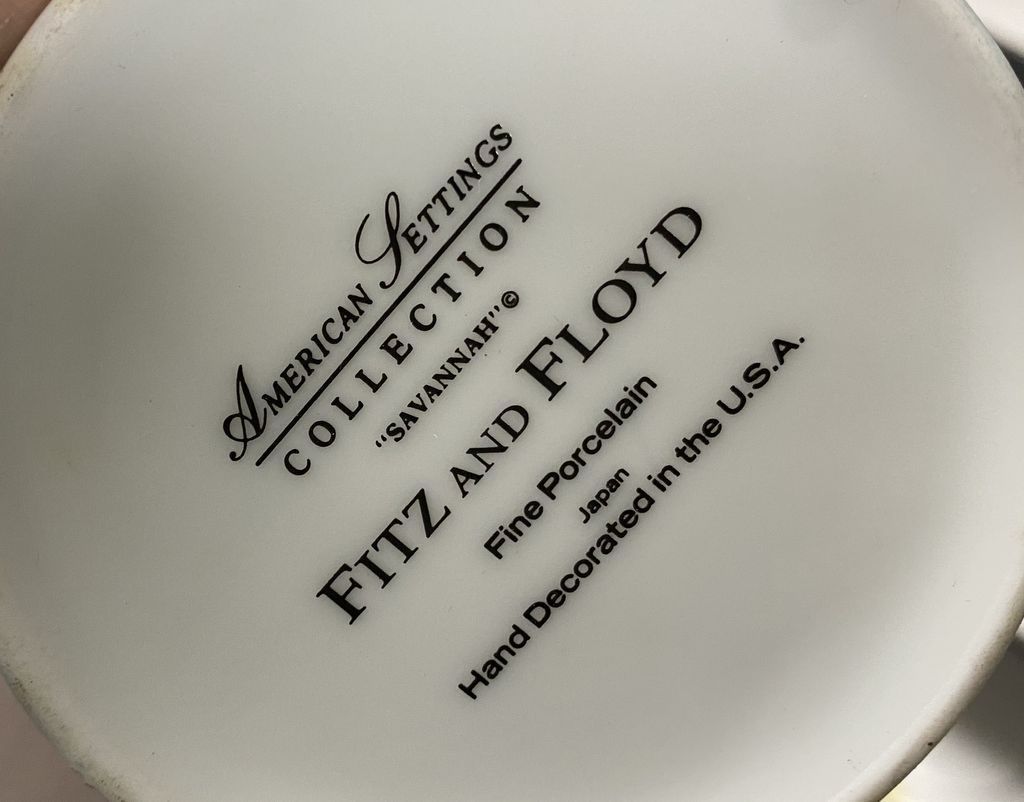 American Settings
COLLECTION
"SAVANNAH"©
FITZ AND FLOYD
Fine Porcelain
Japan
Hand Decorated in the U.S.A.